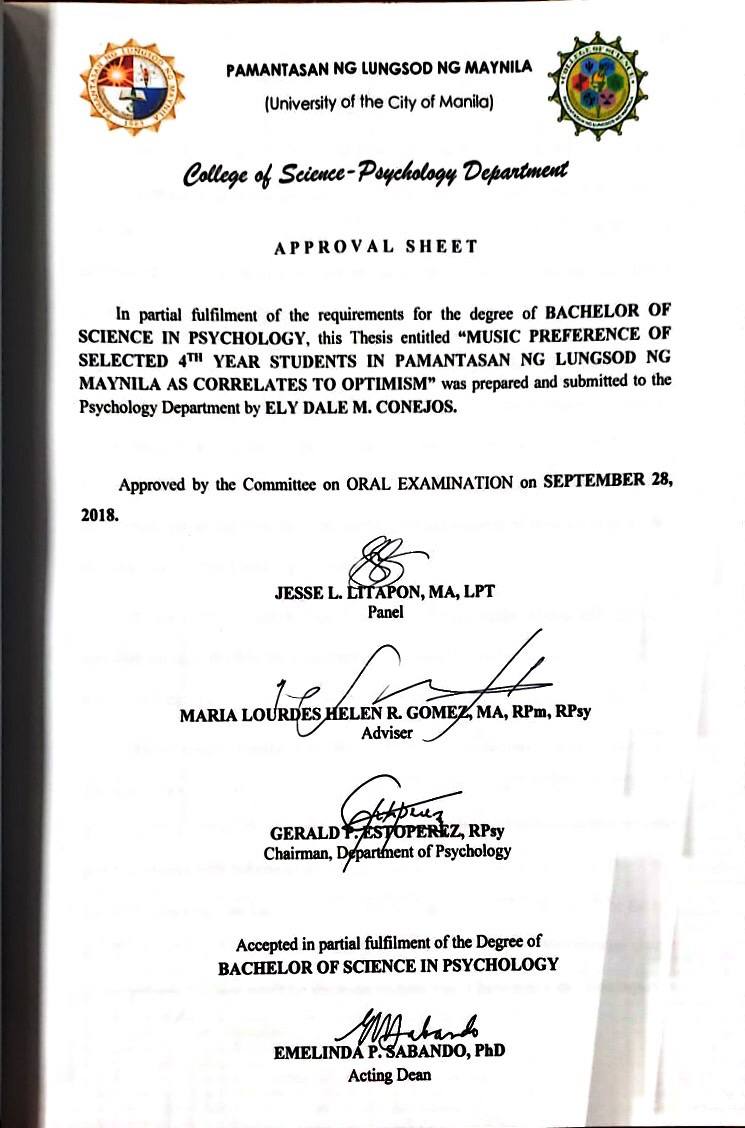 PAMANTASAN NG LUNGSOD NG MAYNILA
(University of the City of Manila)
College of Science-Psychology Department
APPROVAL SHEET
In partial fulfilment of the requirements for the degree of BACHELOR OF
SCIENCE IN PSYCHOLOGY, this Thesis entitled “MUSIC PREFERENCE OF
SELECTED 4TH YEAR STUDENTS IN PAMANTASAN NG LUNGSOD NG
MAYNILA AS CORRELATES TO OPTIMISM” was prepared and submitted to the
Psychology Department by ELY DALE M. CONEJOS.
Approved by the Committee on ORAL EXAMINATION on SEPTEMBER 28,
2018.
JESSE L. LITAPON, MA, LPT
Panel
MARIA LOURDES HELEN R. GOMEZ, MA, RPm, RPsy
Adviser
GERALD P. ESTOPEREZ, RPsy
Chairman, Department of Psychology
Accepted in partial fulfilment of the Degree of
BACHELOR OF SCIENCE IN PSYCHOLOGY
EMELINDA P. SABANDO, PhD
Acting Dean